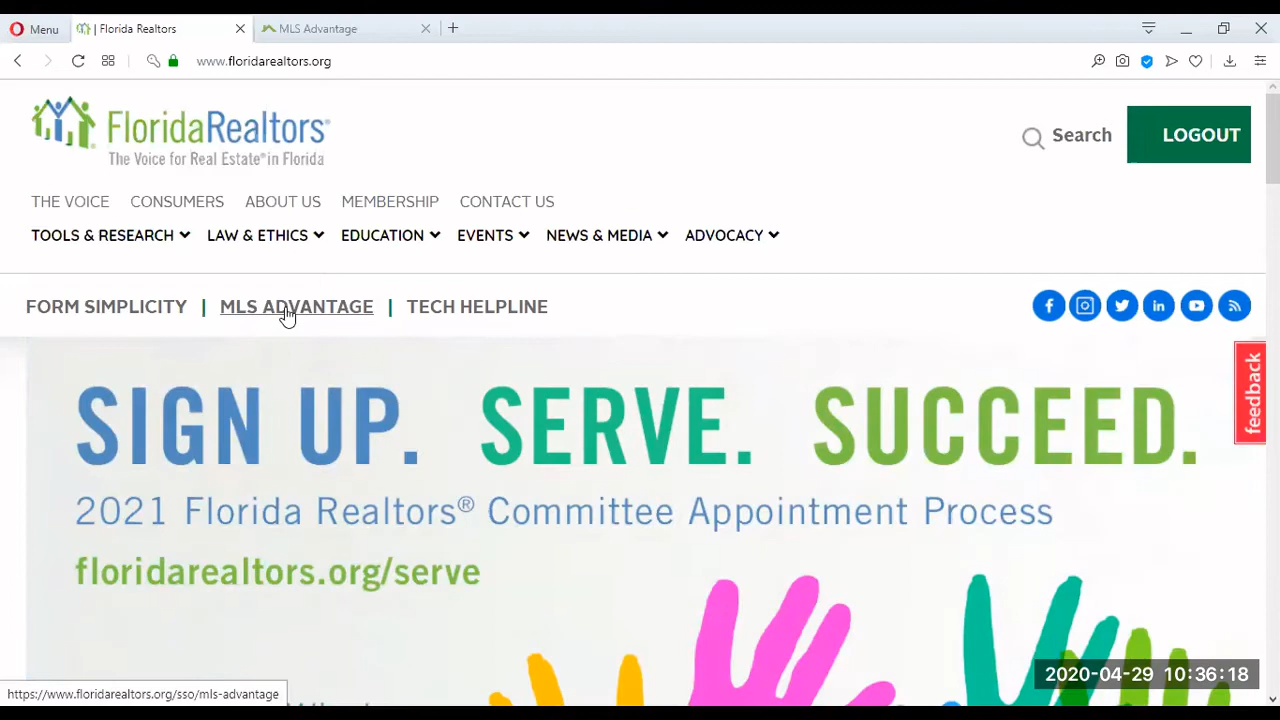 Menu
| Florida Realtors
MLS Advantage
www.floridarealtors.org
FloridaRealtors®
The Voice for Real Estate® in Florida
Search
LOGOUT
THE VOICE
CONSUMERS
ABOUT US
MEMBERSHIP
CONTACT US
TOOLS & RESEARCH
LAW & ETHICS
EDUCATION
EVENTS
NEWS & MEDIA
ADVOCACY
FORM SIMPLICITY | MLS ADVANTAGE | TECH HELPLINE
feedback
SIGN UP. SERVE. SUCCEED.
2021 Florida Realtors® Committee Appointment Process
floridarealtors.org/serve
2020-04-29 10:36:18
https://www.floridarealtors.org/sso/mls-advantage